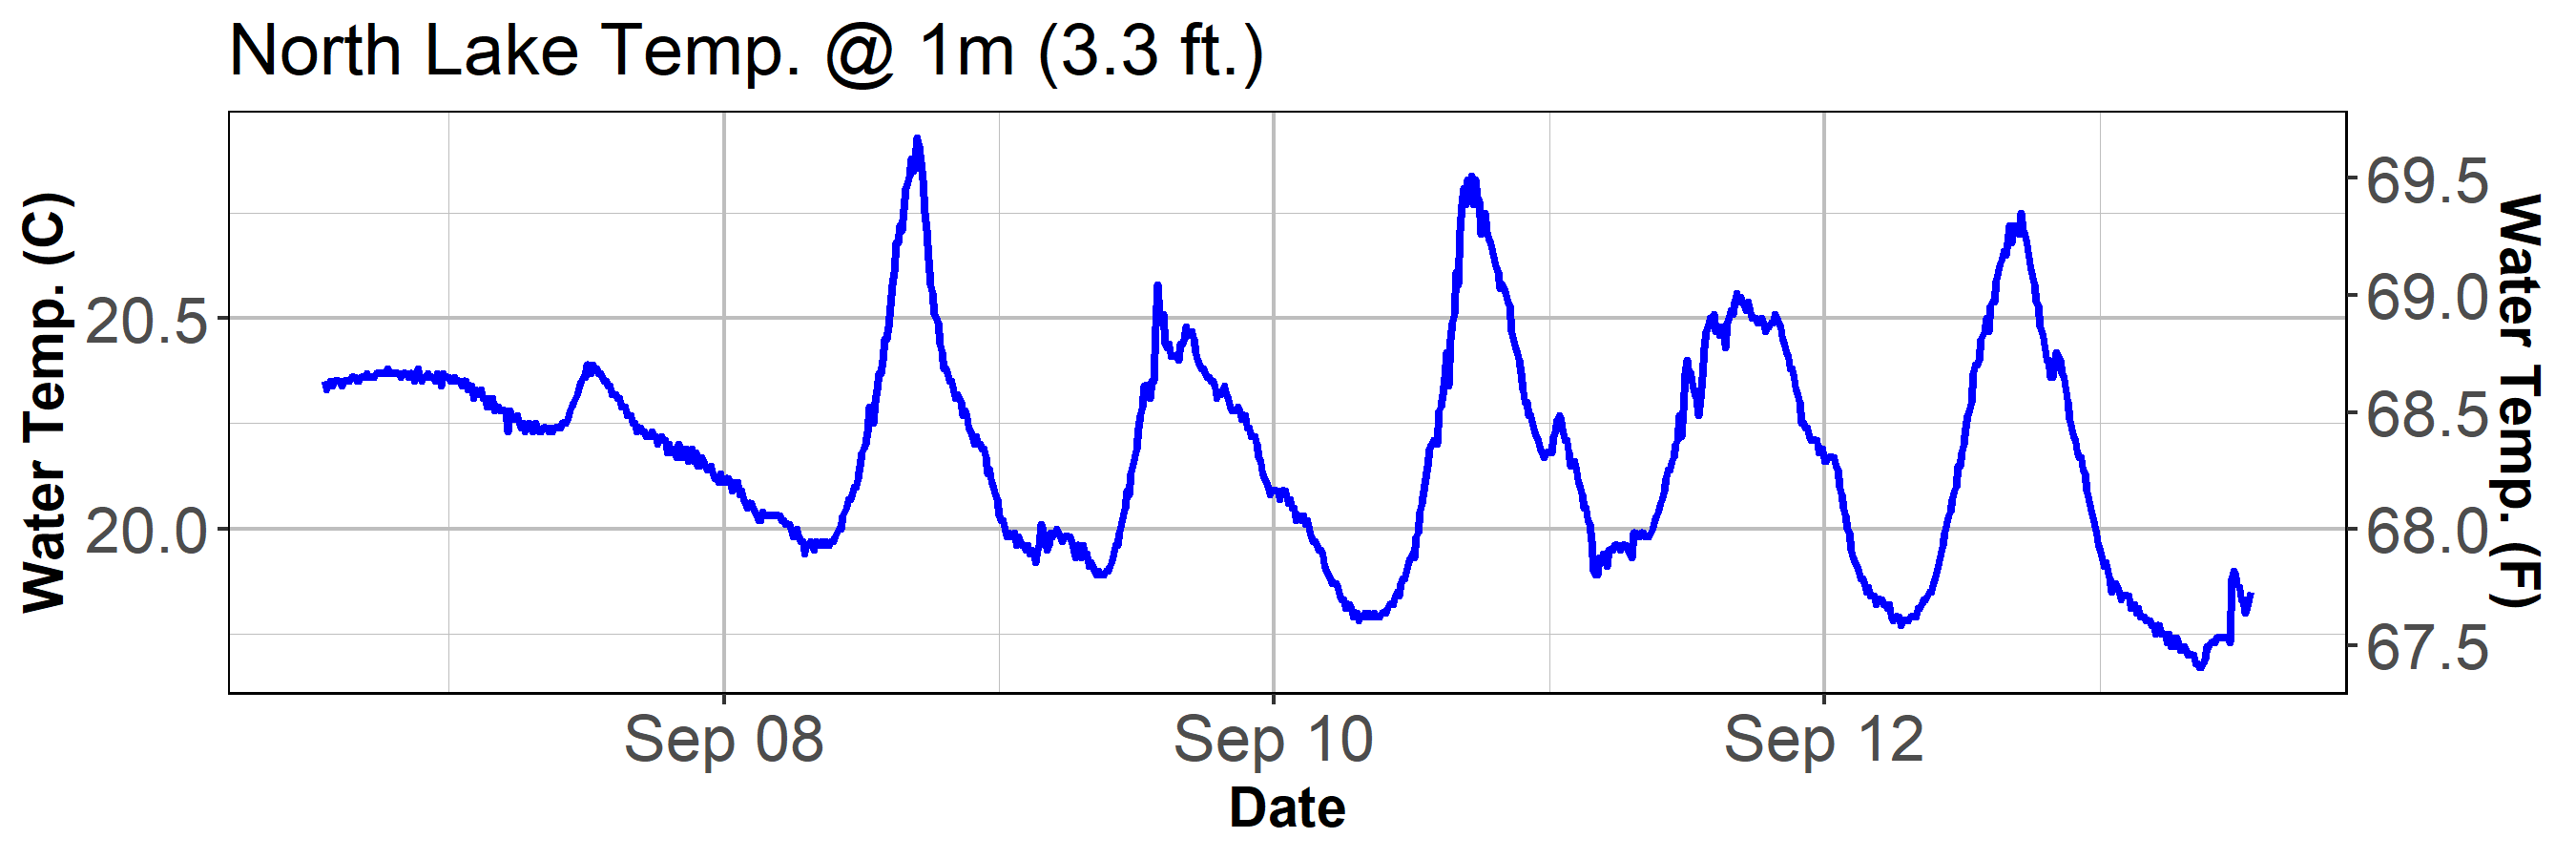 North Lake Temp. @ 1m (3.3 ft.)
Water Temp. (C)
20.5
20.0
69.5
69.0
68.5
68.0
67.5
Water Temp. (F)
Sep 08
Sep 10
Sep 12
Date